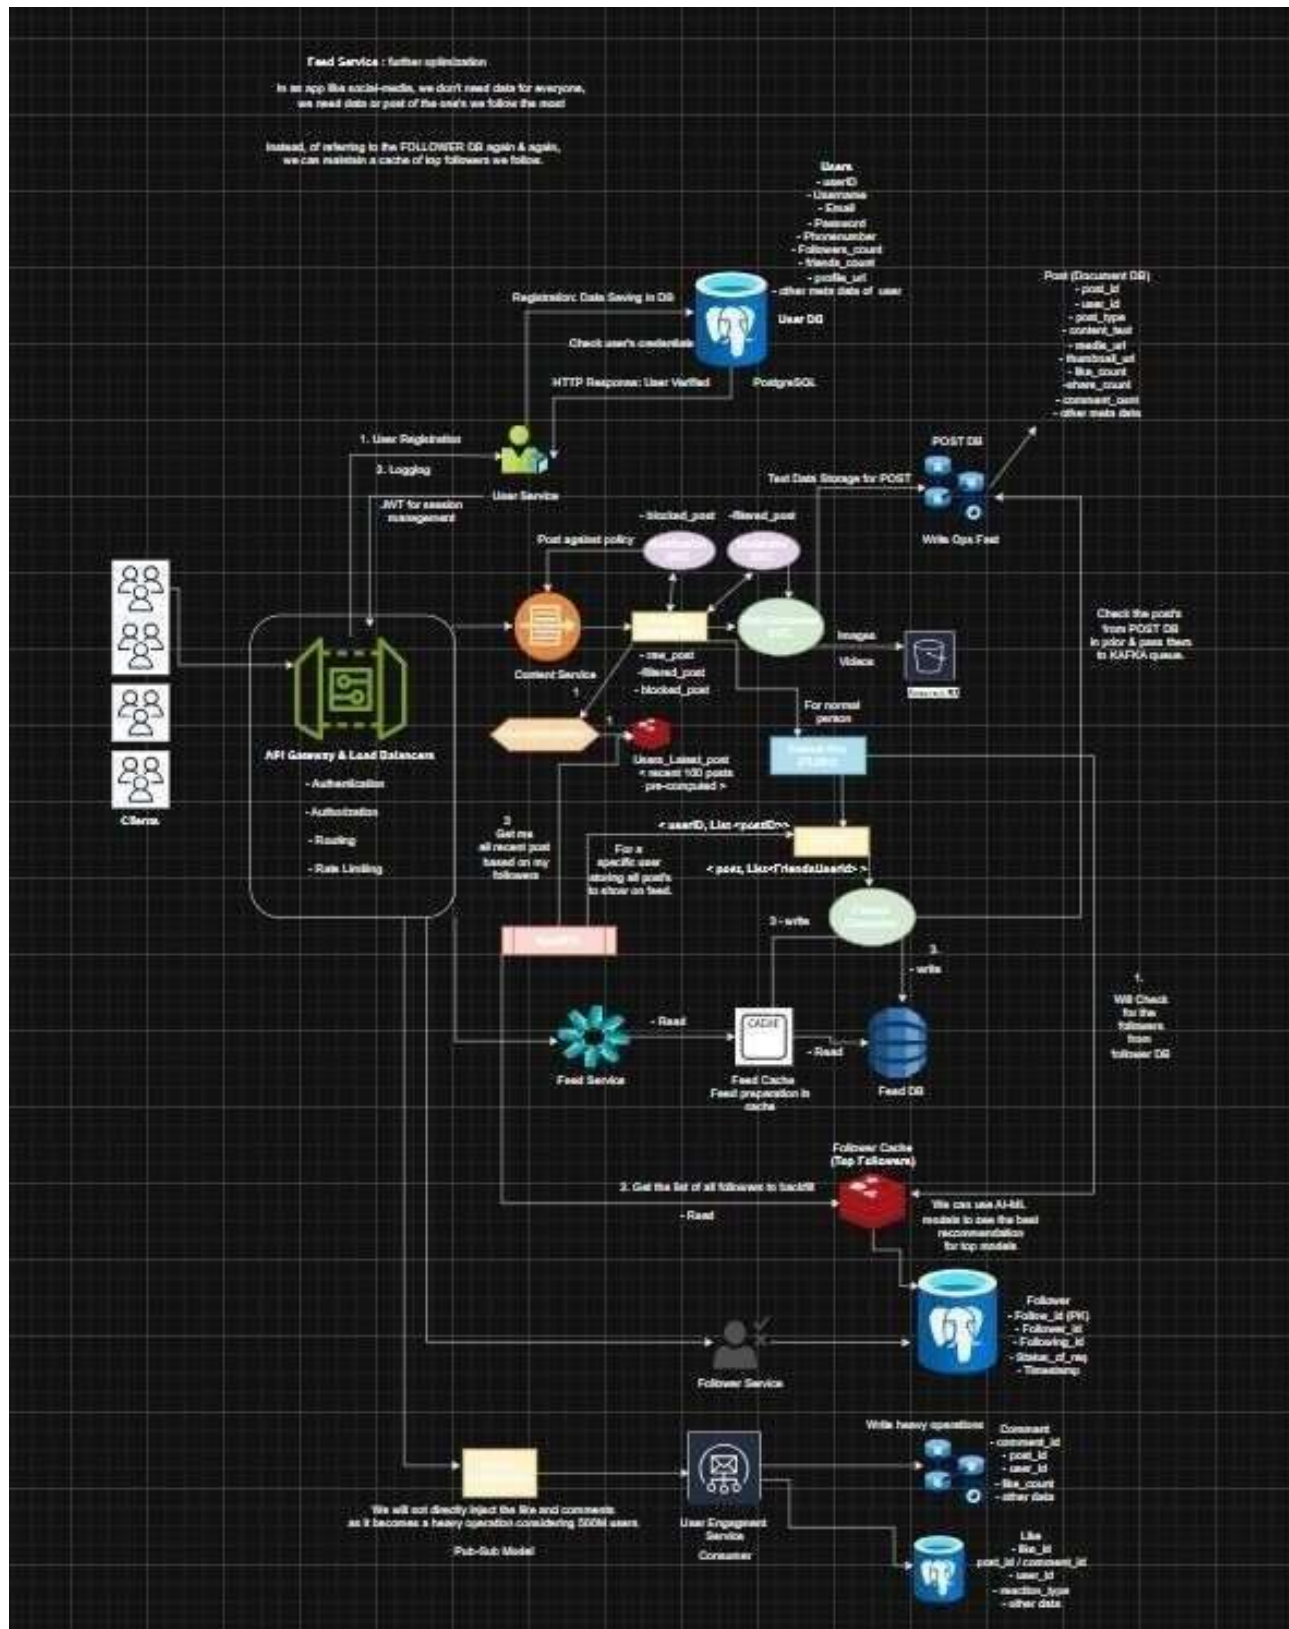 Feed Service : further optimization
In an app like social-media, we don't need data for everyone,
we need data or post of the one's we follow the most
Instead, of referring to the FOLLOWER DB again & again,
we can maintain a cache of top followers we follow.
Users
- userID
- Username
- Email
- Password
- Phonenumber
- Followers_count
- friends_count
- profile_url
- other meta data of user
Post (Document DB)
- post_id
- user_id
- post_type
- content_text
- media_url
- thumbnail_url
- like_count
-share_count
- other meta data
Registration: Data Saving in DB
User DB
Check user's credentials
HTTP Response: User Verified
PostgreSQL
1. User Registration
2. Logging
User Service
JWT for session
management
POST DB
Text Data Storage for POST
Write Ops Fast
- blocked_post
-filtered_post
Post against policy
Content Service
- raw_post
-filtered_post
- blocked_post
Images
Videos
Check the post's
from POST DB
in prior & pass them
to KAFKA queue.
For normal
person
1
1
Users_Latest_post
< recent 100 posts
pre-computed >
API Gateway & Load Balancers
- Authentication
- Authorization
- Routing
- Rate Limiting
Clients
3
Get me
all recent post
based on my
followers
For a
specific user
storing all post's
to show on feed.
< userID, List <postID>>
< post, List<FriendsUserId> >
3 - write
3.
- write
1.
Will Check
for the
followers
from
follower DB
- Read
- Read
Feed Service
Feed Cache
Feed preparation in
cache
CACHE
Feed DB
Follower Cache
(Top Followers)
2. Get the list of all followers to backfill
- Read
We can use AI-ML
models to see the best
recommendation
for top models
Follower
- Follow_id (PK)
- Follower_id
- Following_id
- Status_of_req
- Timestamp
Follower Service
Write heavy operations
Comment
- comment_id
- post_id
- user_id
- like_count
- other data
We will not directly inject the like and comments
as it becomes a heavy operation considering 500M users.
Pub-Sub Model
User Engagment
Service
Consumer
Like
- like_id
post_id / comment_id
- user_id
- reaction_type
- other data